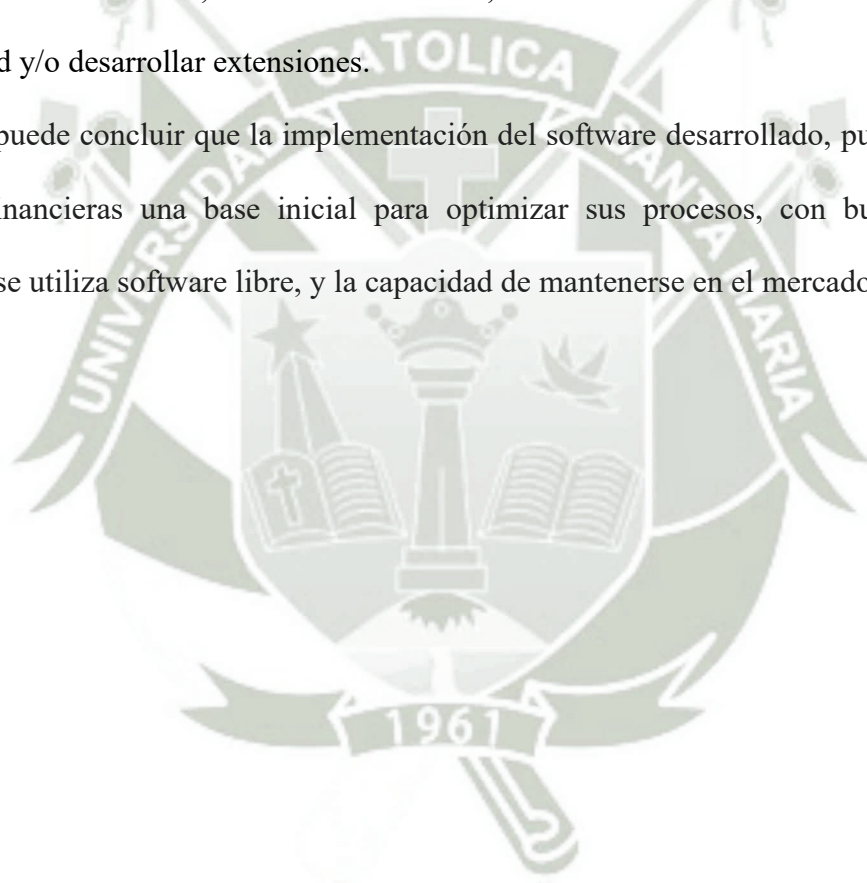 d y/o desarrollar extensiones.
puede concluir que la implementación del software desarrollado, pu
inancieras una base inicial para optimizar sus procesos, con bu
se utiliza software libre, y la capacidad de mantenerse en el mercado
UNIVERSIDAD CATOLICA SANTA MARIA
1961